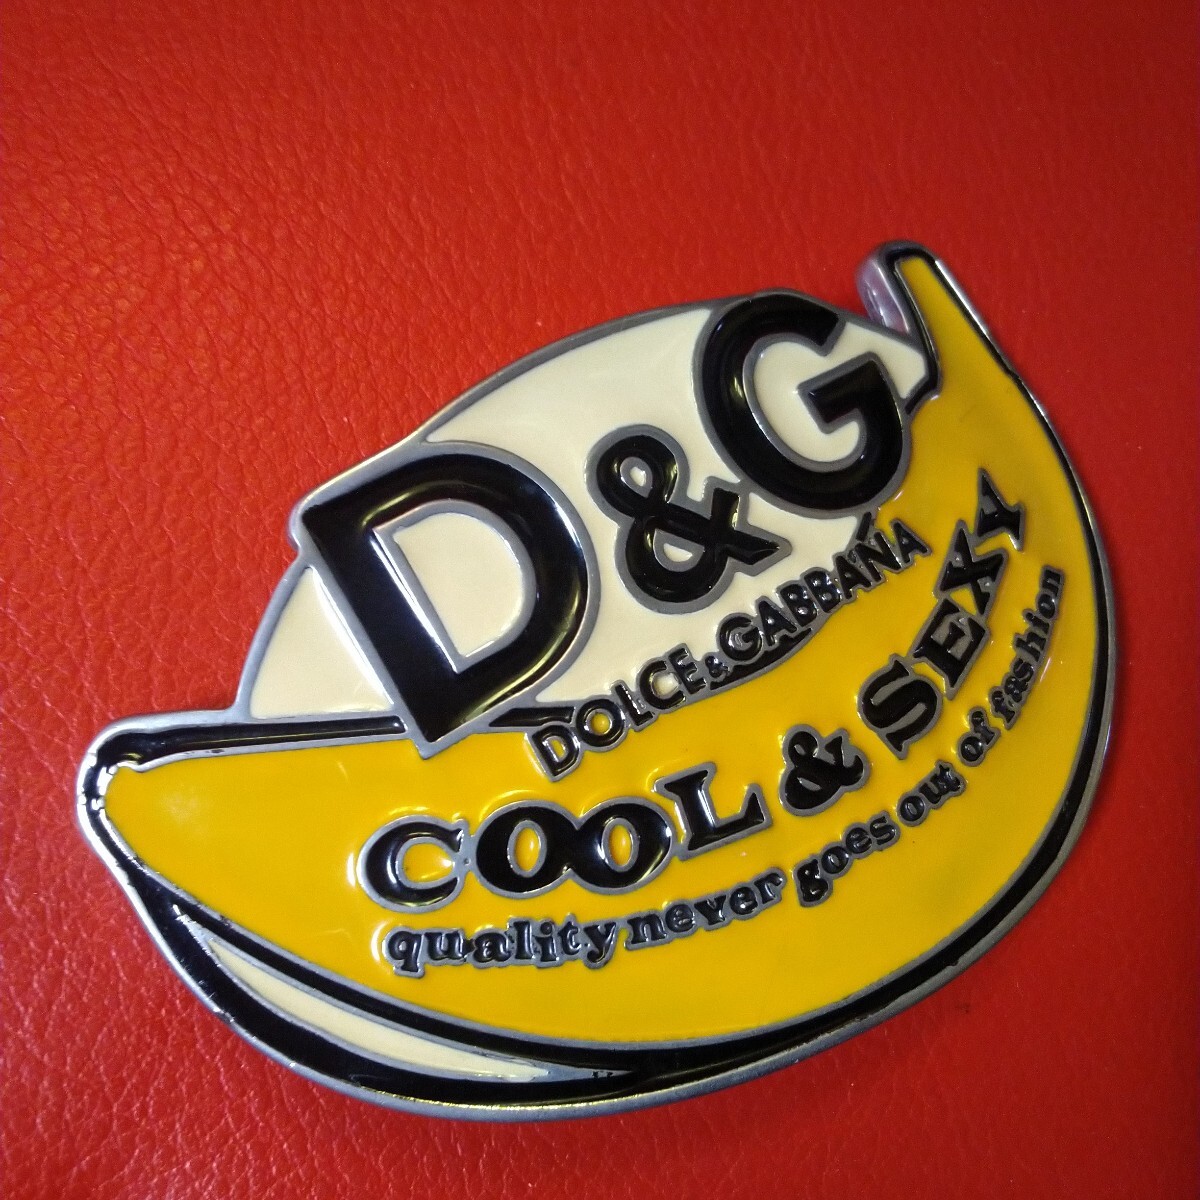 D&G
DOLCE&GABBANA
COOL & SEXY
quality never goes out of fashion